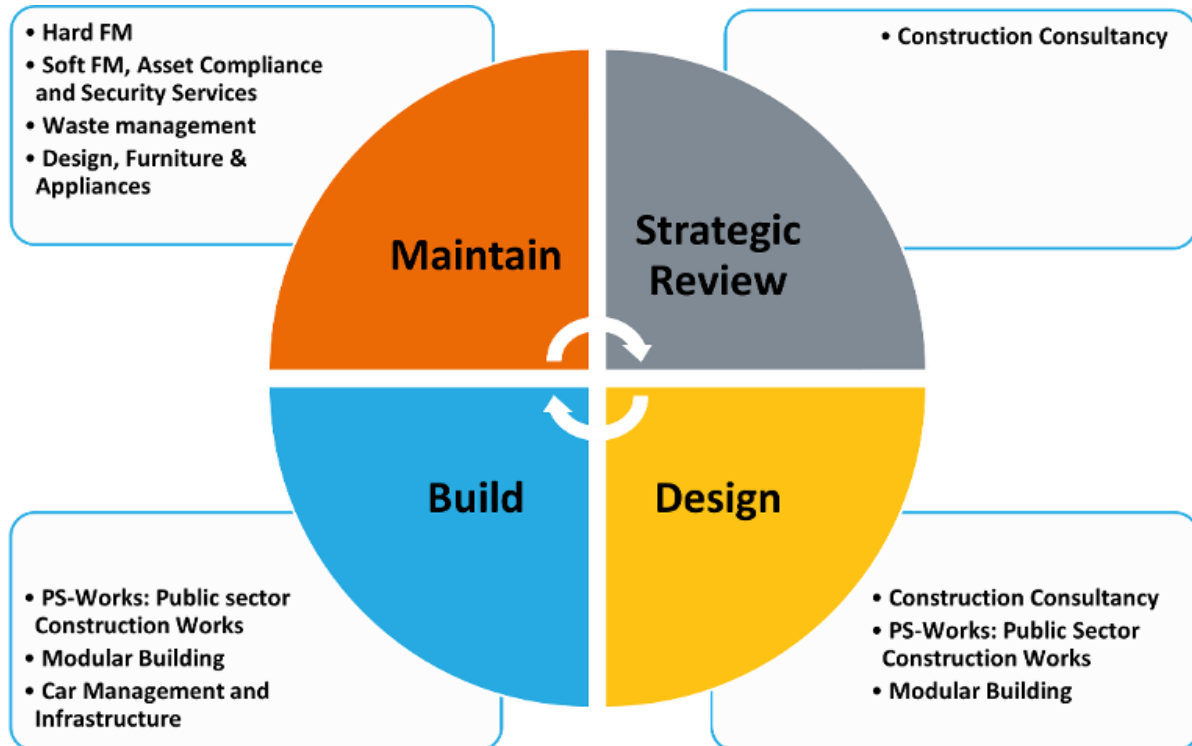 • Hard FM
• Soft FM, Asset Compliance
and Security Services
• Waste management
• Design, Furniture &
Appliances
• Construction Consultancy
Maintain
Strategic
Review
Build
Design
• PS-Works: Public sector
Construction Works
• Modular Building
• Car Management and
Infrastructure
• Construction Consultancy
• PS-Works: Public Sector
Construction Works
• Modular Building